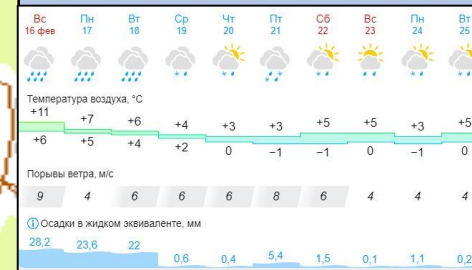 Вс Пн Вт Ср Чт Пт Сб Вс Пн Вт
16 фев 17 18 19 20 21 22 23 24 25
Температура воздуха, °C
+11 +7 +6 +4 +3 +3 +5 +5 +3 +5
+6 +5 +4 +2 0 −1 −1 0 −1 0
Порывы ветра, м/с
9 4 6 6 6 8 6 4 4 4
Осадки в жидком эквиваленте, мм
28,2 23,6 22 0,6 0,4 5,4 1,5 0,1 1,1 0,2